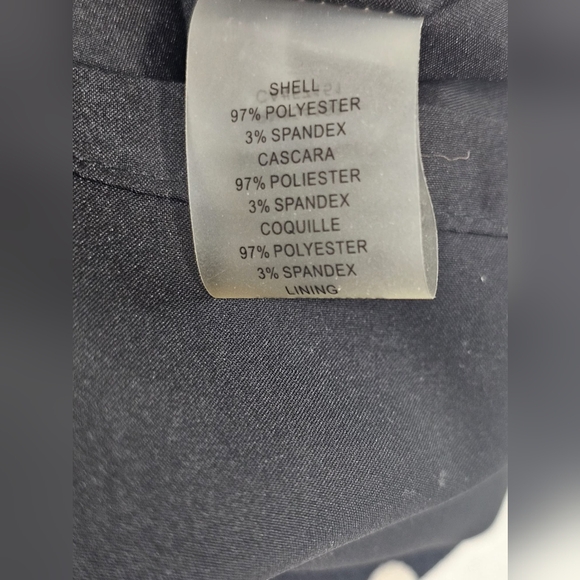 SHELL
97% POLYESTER
3% SPANDEX
CASCARA
97% POLIESTER
3% SPANDEX
COQUILLE
97% POLYESTER
3% SPANDEX
LINING